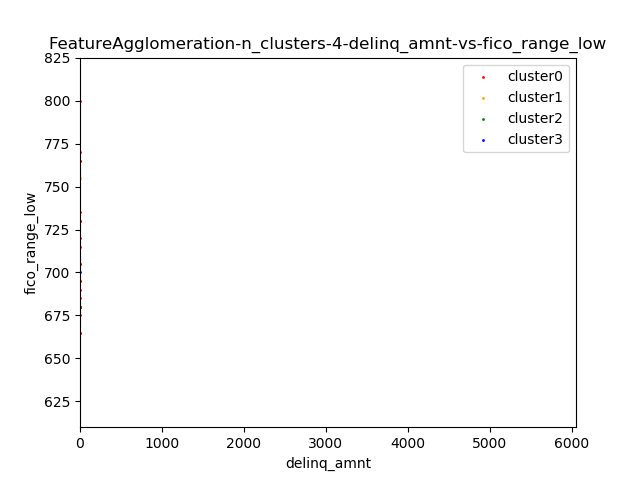 FeatureAgglomeration-n_clusters-4-delinq_amnt-vs-fico_range_low
825
800
775
750
725
700
675
650
625
fico_range_low
cluster0
cluster1
cluster2
cluster3
0 1000 2000 3000 4000 5000 6000
delinq_amnt